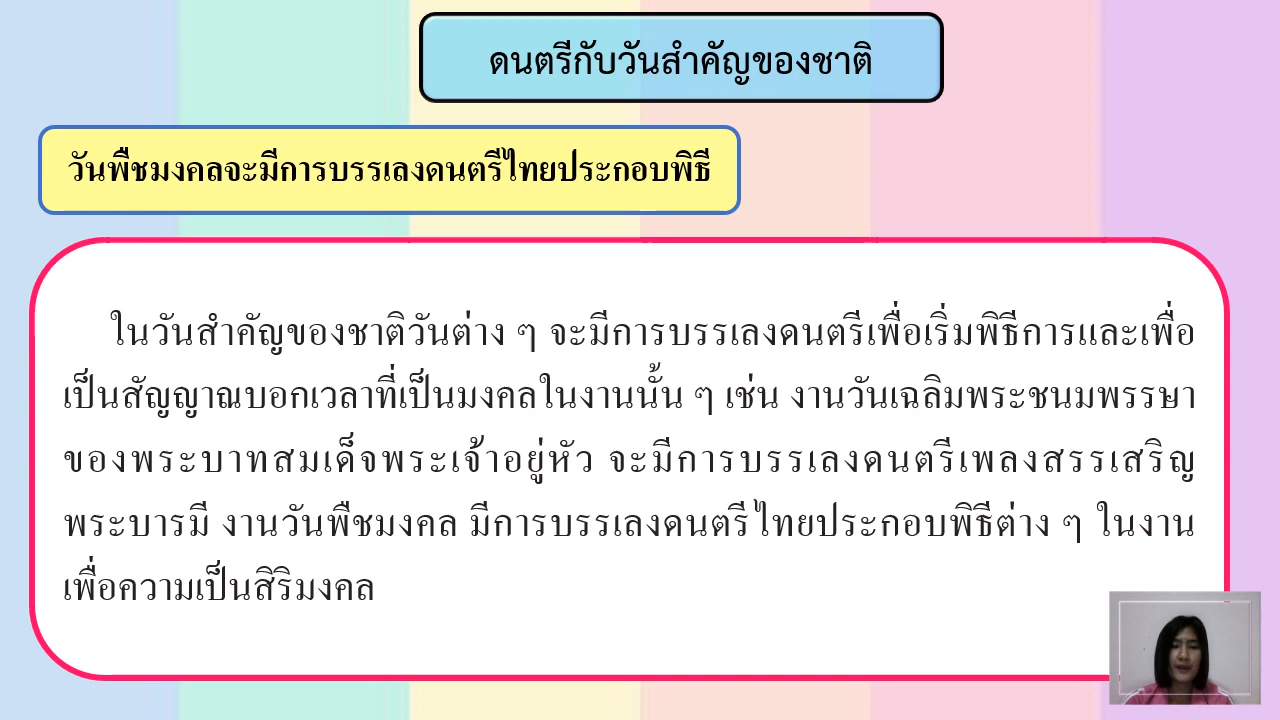 ดนตรีกับวันสำคัญของชาติ
วันพืชมงคลจะมีการบรรเลงดนตรีไทยประกอบพิธี
ในวันสำคัญของชาติวันต่าง ๆ จะมีการบรรเลงดนตรีเพื่อเริ่มพิธีการและเพื่อ
เป็นสัญญาณบอกเวลาที่เป็นมงคลในงานนั้น ๆ เช่น งานวันเฉลิมพระชนมพรรษา
ของพระบาทสมเด็จพระเจ้าอยู่หัว จะมีการบรรเลงดนตรีเพลงสรรเสริญ
พระบารมี งานวันพืชมงคล มีการบรรเลงดนตรีไทยประกอบพิธีต่าง ๆ ในงาน
เพื่อความเป็นสิริมงคล